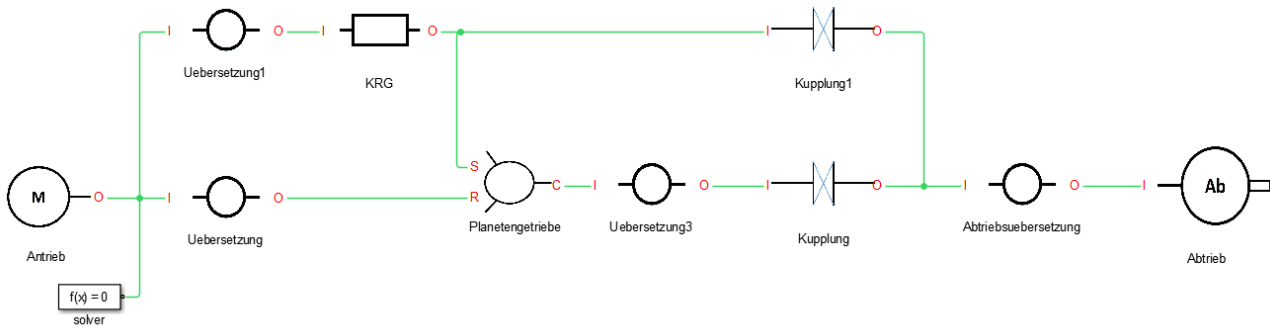 I O I O I O
Uebersetzung1 KRG Kupplung1
S
M O I O R C I O I O I O I Ab
Antrieb Uebersetzung Planetengetriebe Uebersetzung3 Kupplung Abtriebsuebersetzung Abtrieb
f(x) = 0
solver